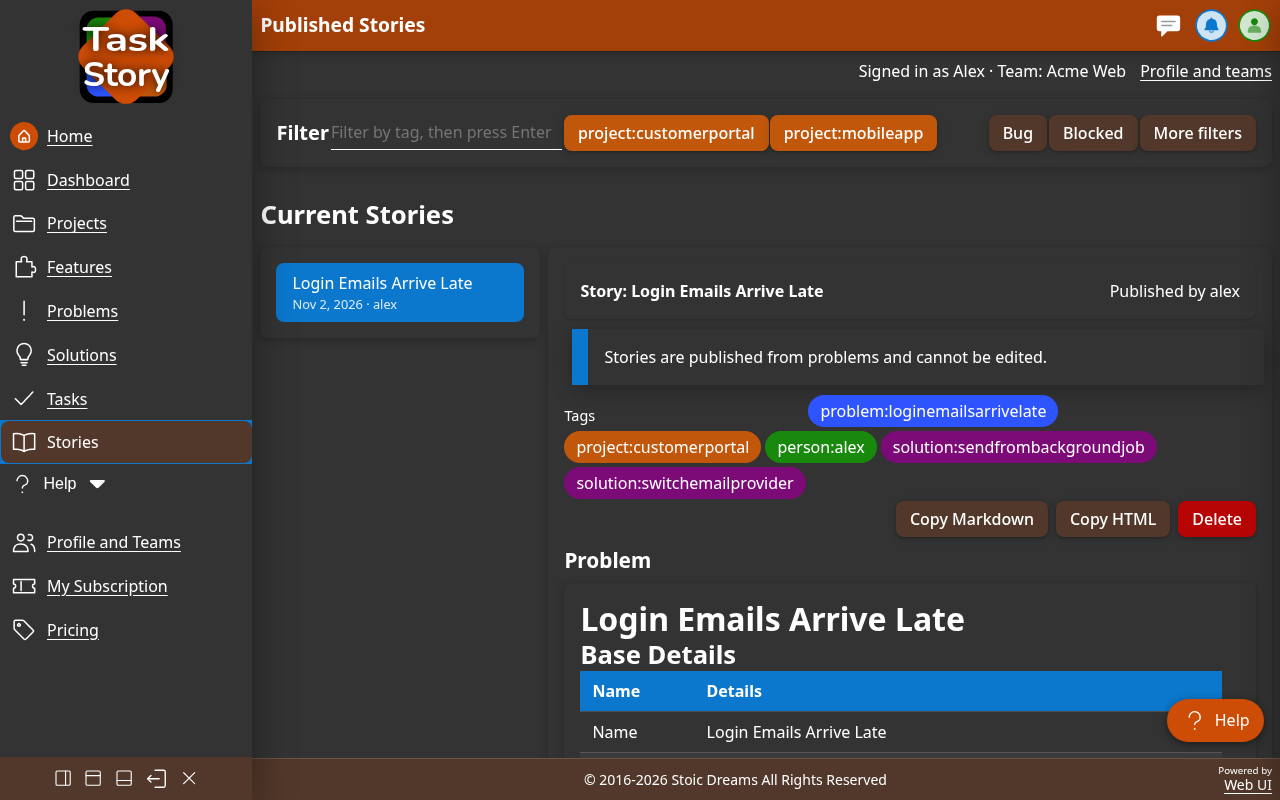 Task
Story
Home
Dashboard
Projects
Features
Problems
Solutions
Tasks
Stories
Help
Profile and Teams
My Subscription
Pricing
Published Stories
Signed in as Alex · Team: Acme Web Profile and teams
Filter Filter by tag, then press Enter project:customerportal project:mobileapp Bug Blocked More filters
Current Stories
Login Emails Arrive Late
Nov 2, 2026 · alex
Story: Login Emails Arrive Late Published by alex
Stories are published from problems and cannot be edited.
Tags problem:loginemailsarrivelate
project:customerportal person:alex solution:sendfrombackgroundjob
solution:switchemailprovider
Copy Markdown Copy HTML Delete
Problem
Login Emails Arrive Late
Base Details
Name Details
Name Login Emails Arrive Late
Help
© 2016-2026 Stoic Dreams All Rights Reserved
Powered by
Web UI